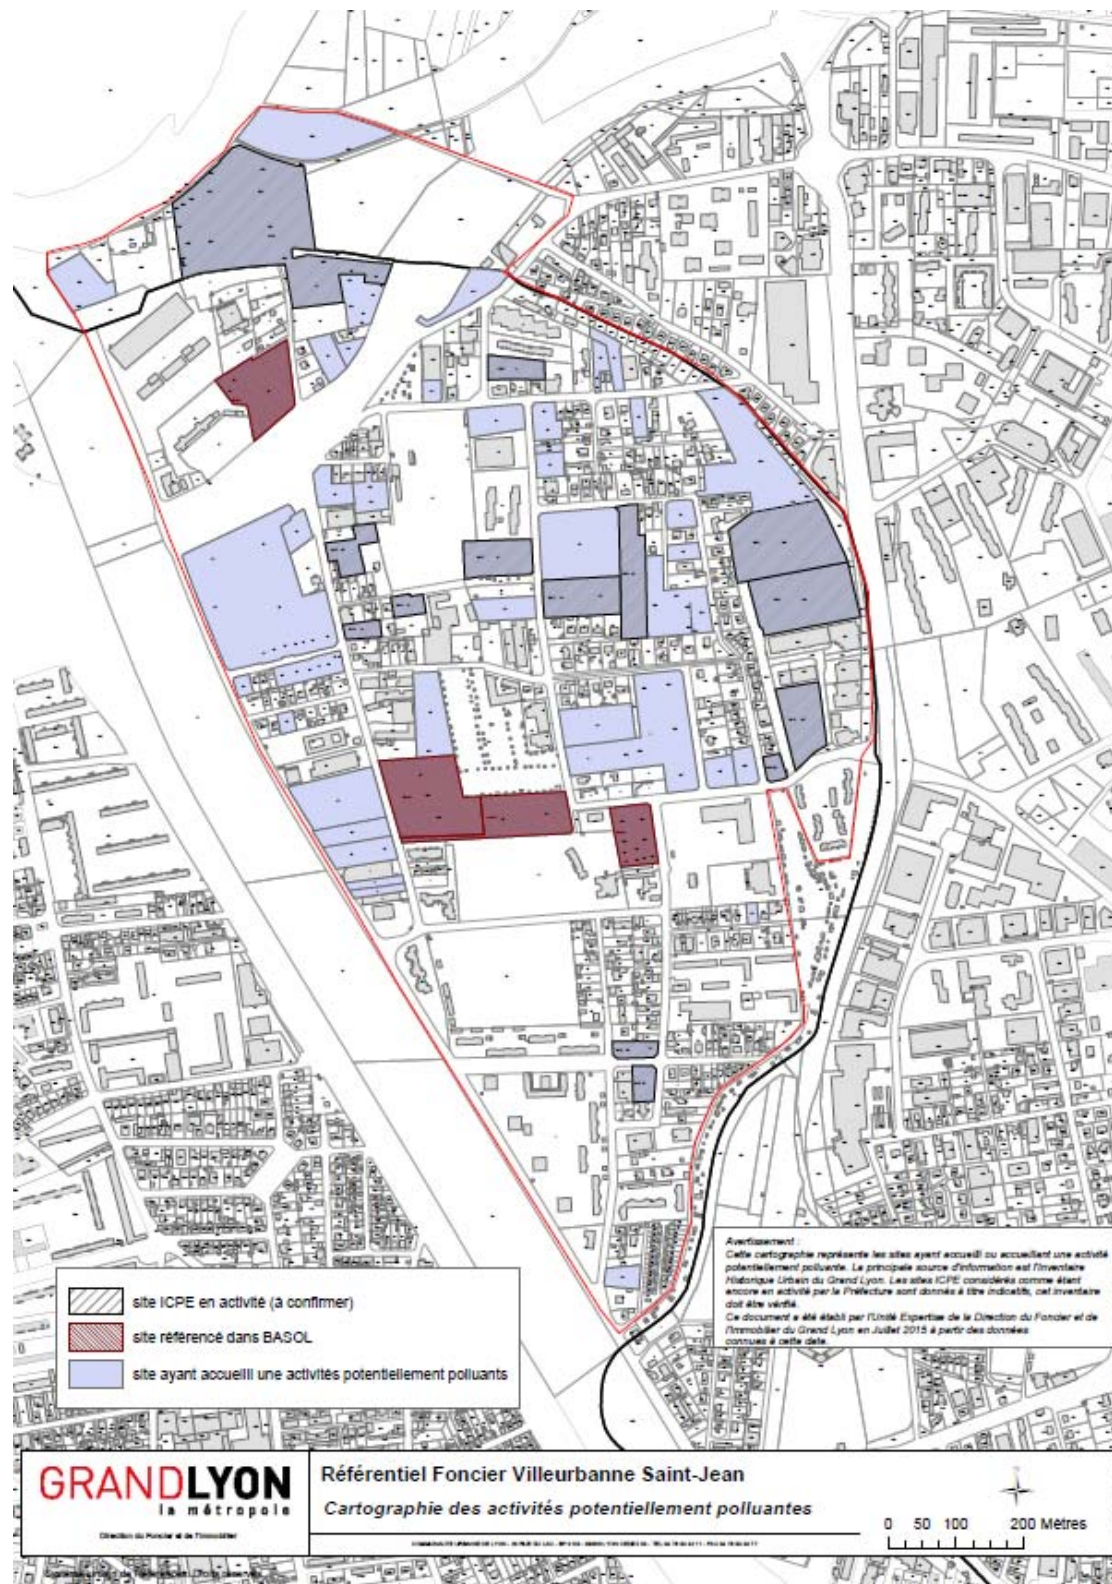 Avertissement :
Cette cartographie représente les sites ayant accueilli ou accueillant une activité
potentiellement polluante. La principale source d'information est l'Inventaire
Historique Urbain du Grand Lyon. Les sites ICPE considérés comme étant
encore en activité par la Préfecture sont donnés à titre indicatifs, cet inventaire
doit être vérifié.
Ce document a été établi par l'Unité Expertise de la Direction du Foncier et de
l'Immobilier du Grand Lyon en Juillet 2015 à partir des données
connues à cette date.
site ICPE en activité (à confirmer)
site référencé dans BASOL
site ayant accueilli une activités potentiellement polluants
GRANDLYON
la métropole
Direction du Foncier et de l'Immobilier
Référentiel Foncier Villeurbanne Saint-Jean
Cartographie des activités potentiellement polluantes
0 50 100 200 Mètres